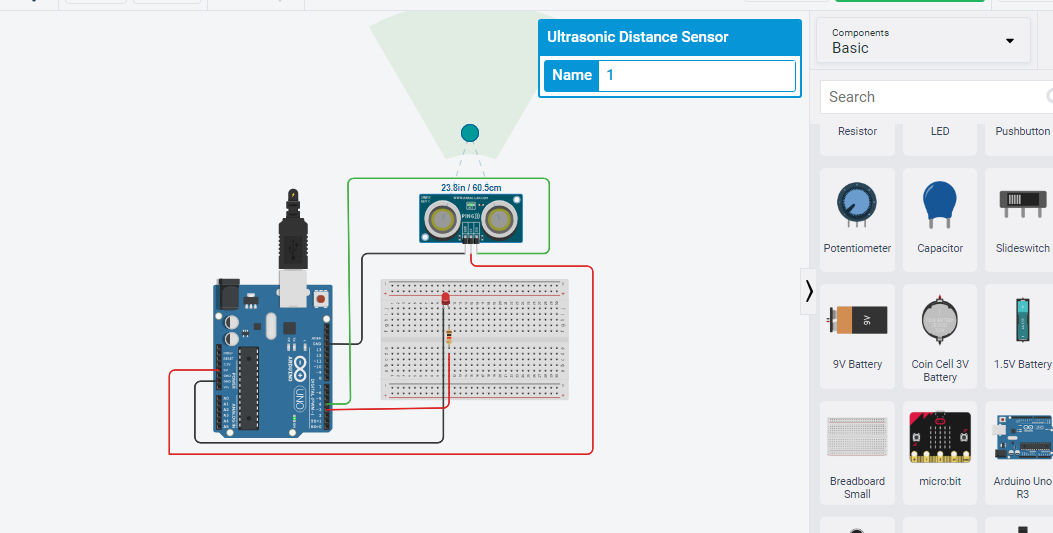 Ultrasonic Distance Sensor
Name 1
Components
Basic
Search
Resistor
LED
Pushbutton
Potentiometer
Capacitor
Slideswitch
9V
9V Battery
Coin Cell 3V
Battery
1.5V Battery
Breadboard
Small
micro:bit
Arduino Uno
R3
23.8in / 60.5cm
PING)))
ARDUINO
UNO